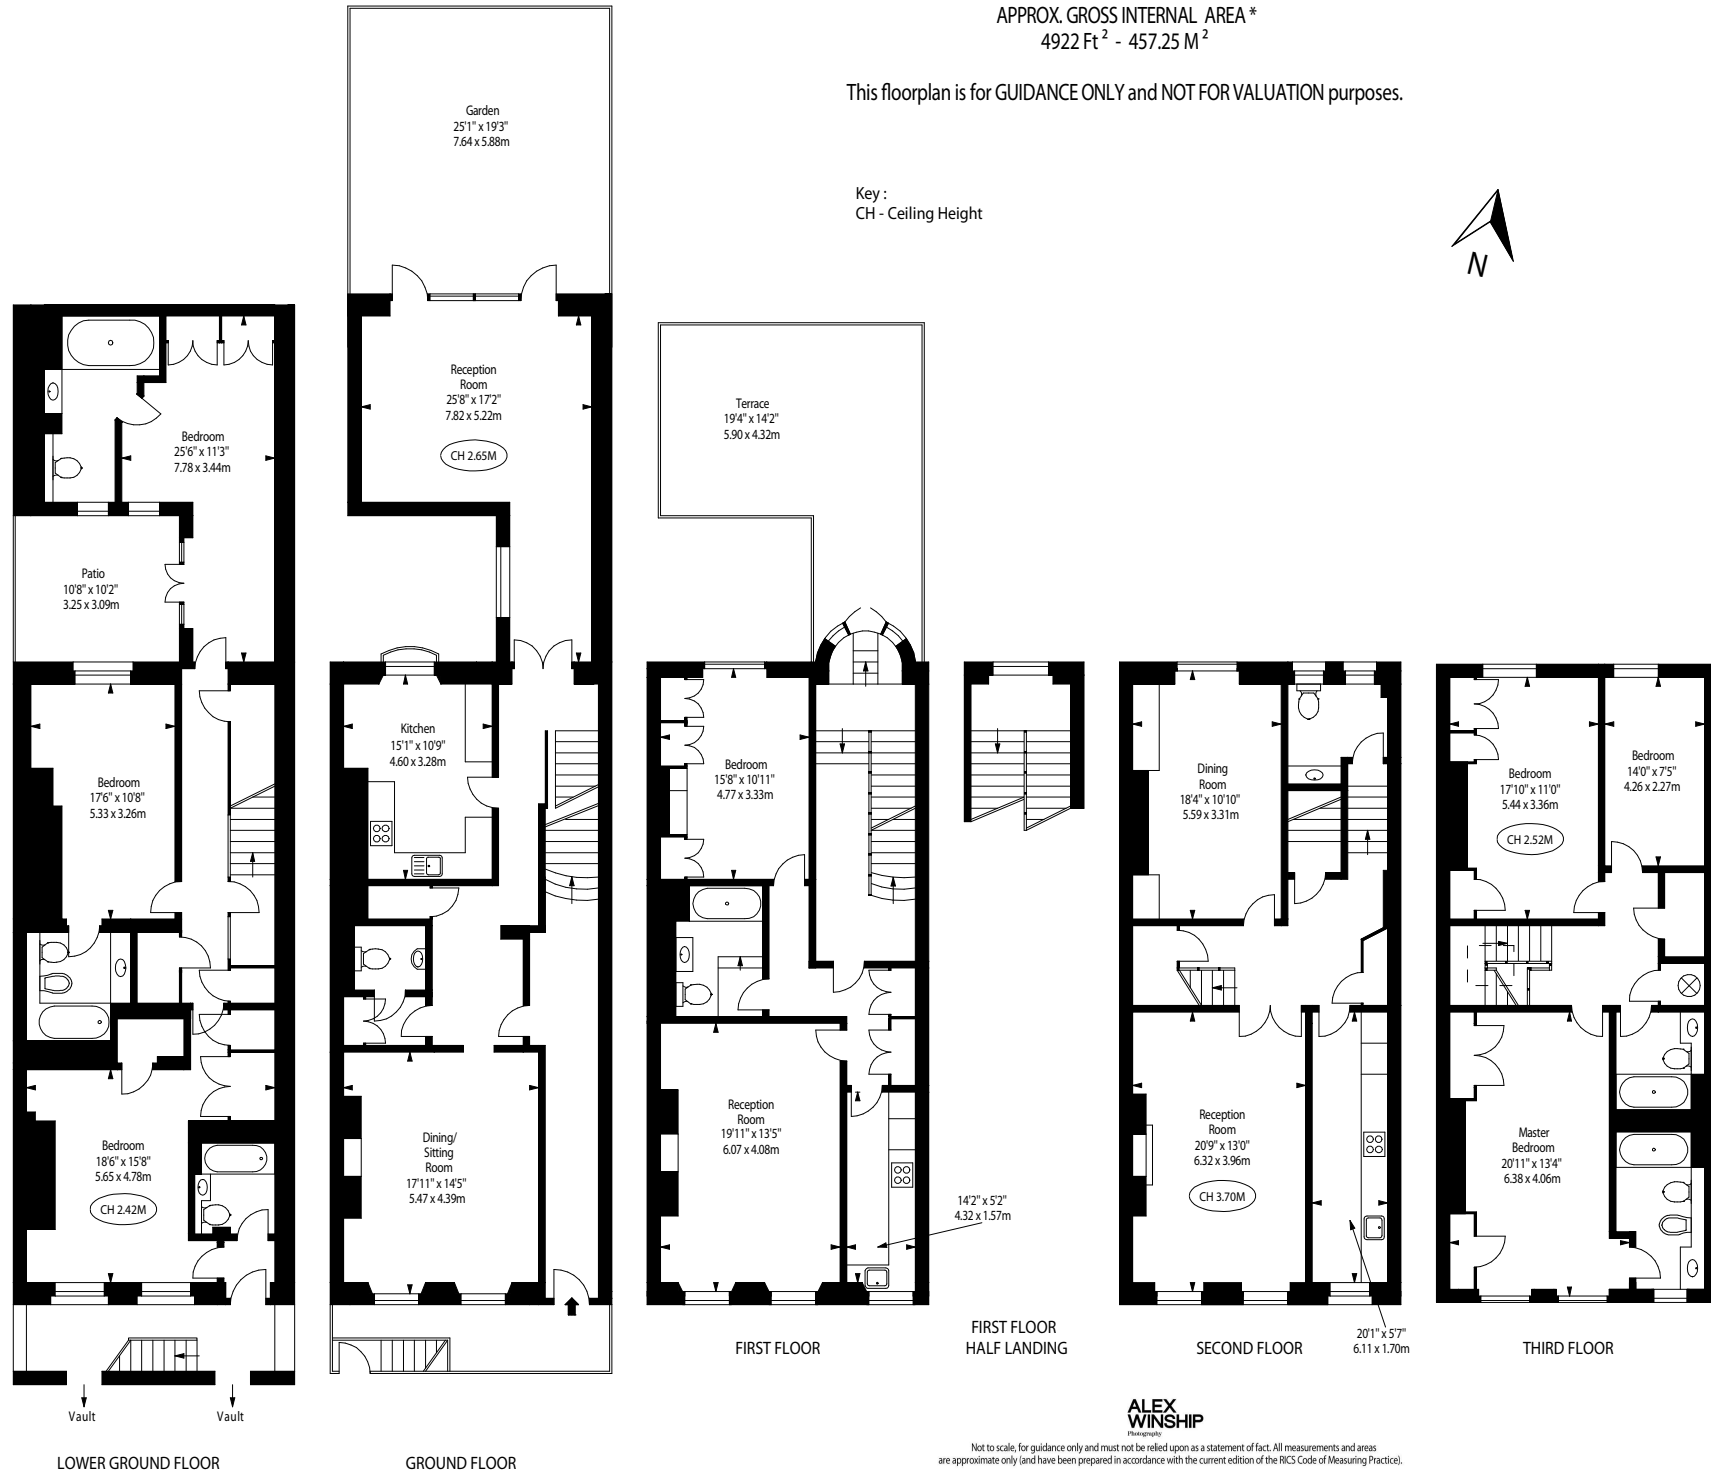 APPROX. GROSS INTERNAL AREA *
4922 Ft² - 457.25 M²
This floorplan is for GUIDANCE ONLY and NOT FOR VALUATION purposes.
Key :
CH - Ceiling Height
N
Bedroom
25'6" x 11'3"
7.78 x 3.44m
Patio
10'8" x 10'2"
3.25 x 3.09m
Bedroom
17'6" x 10'8"
5.33 x 3.26m
Bedroom
18'6" x 15'8"
5.65 x 4.78m
CH 2.42M
Vault
Vault
LOWER GROUND FLOOR
Garden
25'1" x 19'3"
7.64 x 5.88m
Reception
Room
25'8" x 17'2"
7.82 x 5.22m
CH 2.65M
Kitchen
15'1" x 10'9"
4.60 x 3.28m
Dining/
Sitting
Room
17'11" x 14'5"
5.47 x 4.39m
GROUND FLOOR
Terrace
19'4" x 14'2"
5.90 x 4.32m
Bedroom
15'8" x 10'11"
4.77 x 3.33m
Reception
Room
19'11" x 13'5"
6.07 x 4.08m
14'2" x 5'2"
4.32 x 1.57m
FIRST FLOOR
FIRST FLOOR
HALF LANDING
Dining
Room
18'4" x 10'10"
5.59 x 3.31m
Reception
Room
20'9" x 13'0"
6.32 x 3.96m
CH 3.70M
20'1" x 5'7"
6.11 x 1.70m
SECOND FLOOR
Bedroom
17'10" x 11'0"
5.44 x 3.36m
CH 2.52M
Bedroom
14'0" x 7'5"
4.26 x 2.27m
Master
Bedroom
20'11" x 13'4"
6.38 x 4.06m
THIRD FLOOR
ALEX
WINSHIP
Photography
Not to scale, for guidance only and must not be relied upon as a statement of fact. All measurements and areas
are approximate only (and have been prepared in accordance with the current edition of the RICS Code of Measuring Practice).